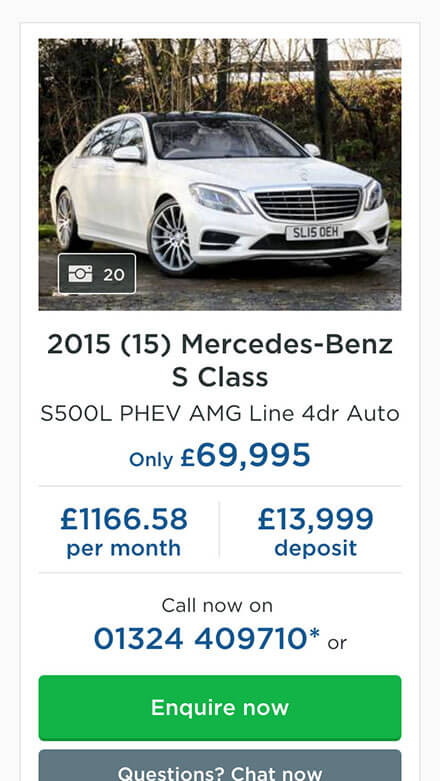 SL15 OEH
20
2015 (15) Mercedes-Benz
S Class
S500L PHEV AMG Line 4dr Auto
Only £69,995
£1166.58 £13,999
per month deposit
Call now on
01324 409710* or
Enquire now
Questions? Chat now